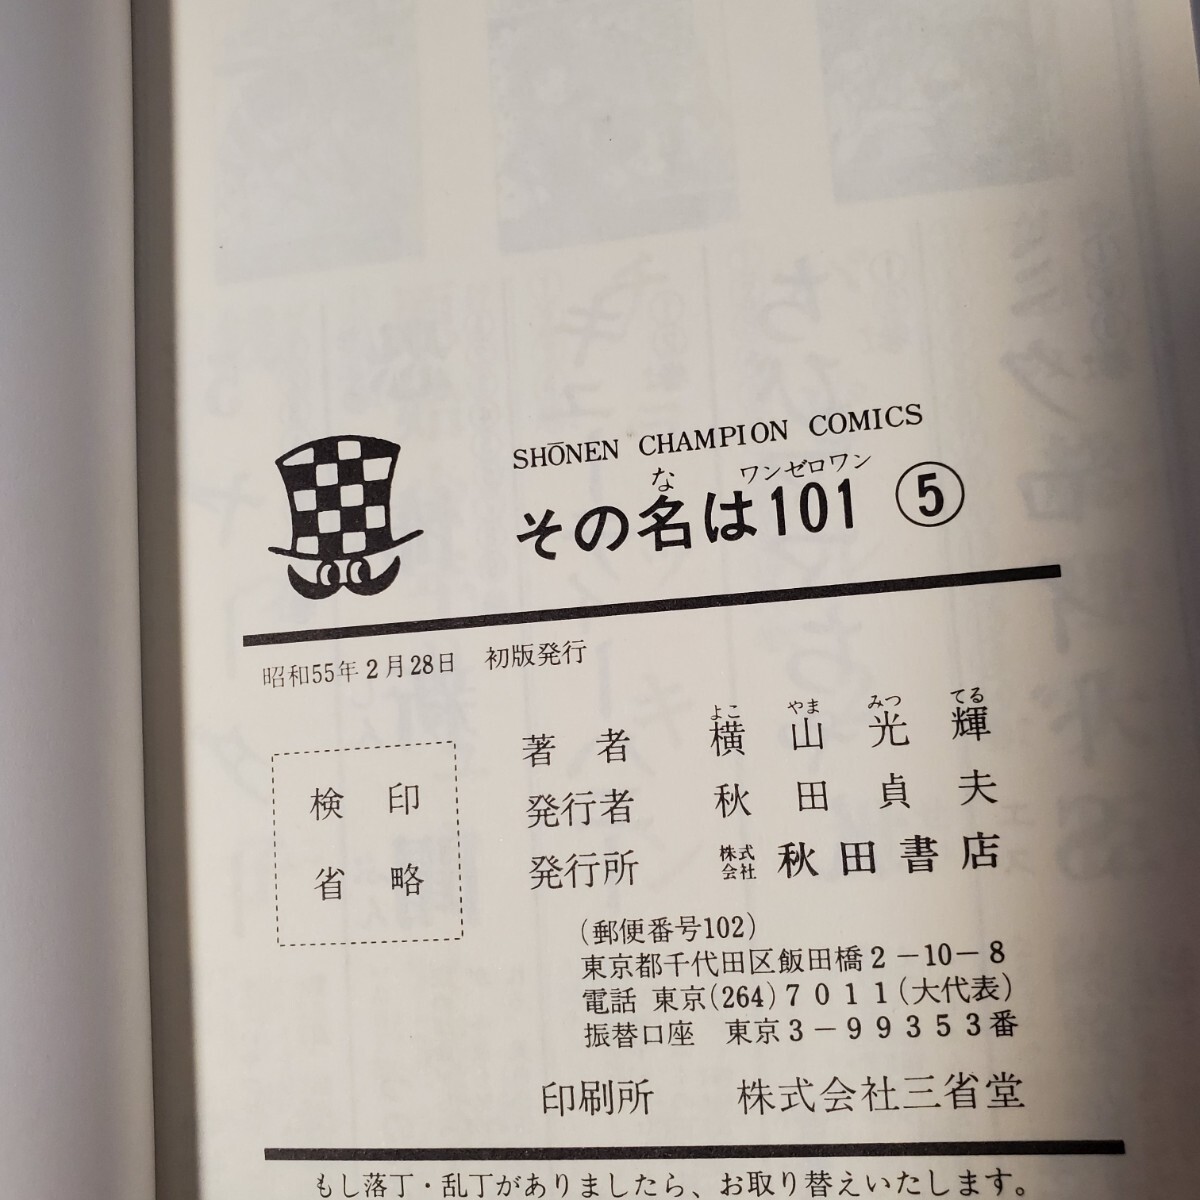 SHŌNEN CHAMPION COMICS
な ワンゼロワン
その名は101 ⑤
昭和55年2月28日 初版発行
検印
省略
よこ やま みつ てる
著者 横山光輝
発行者 秋田貞夫
発行所 株式会社 秋田書店
(郵便番号102)
東京都千代田区飯田橋2-10-8
電話 東京(264)7011(大代表)
振替口座 東京3-99353番
印刷所 株式会社三省堂
もし落丁・乱丁がありましたら、お取り替えいたします。